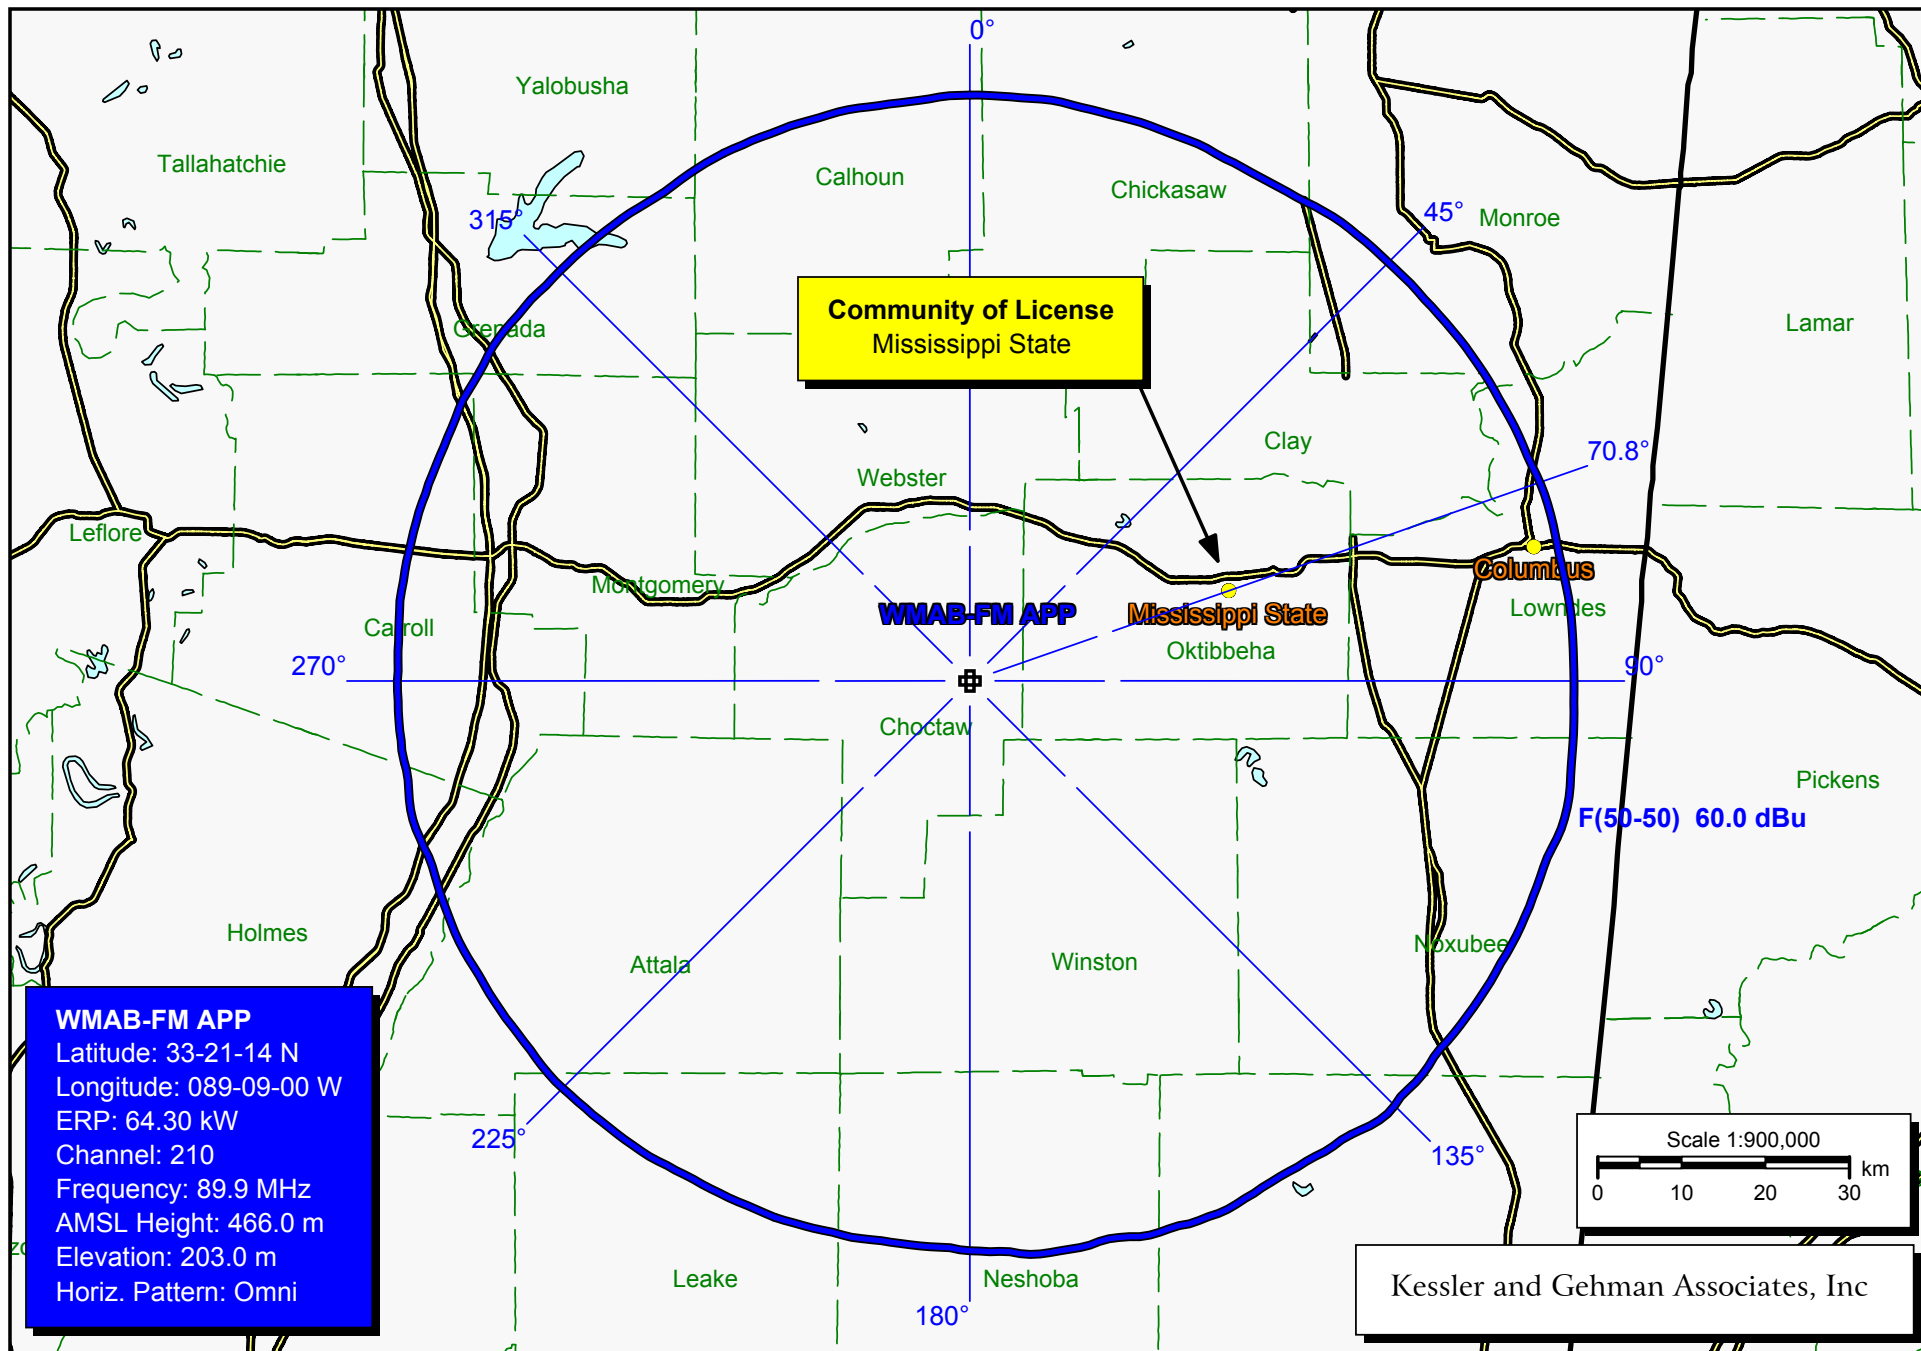 0°
Yalobusha
Tallahatchie
Calhoun
Chickasaw
315°
45°
Monroe
Community of License
Mississippi State
Grenada
Lamar
Clay
70.8°
Webster
Leflore
Columbus
Montgomery
Lowndes
WMAB-FM APP
Mississippi State
Carroll
Oktibbeha
270°
90°
Choctaw
Pickens
F(50-50) 60.0 dBu
Holmes
Noxubee
Attala
Winston
WMAB-FM APP
Latitude: 33-21-14 N
Longitude: 089-09-00 W
ERP: 64.30 kW
Channel: 210
Frequency: 89.9 MHz
AMSL Height: 466.0 m
Elevation: 203.0 m
Horiz. Pattern: Omni
225°
135°
Scale 1:900,000
km
0 10 20 30
Leake
Neshoba
180°
Kessler and Gehman Associates, Inc